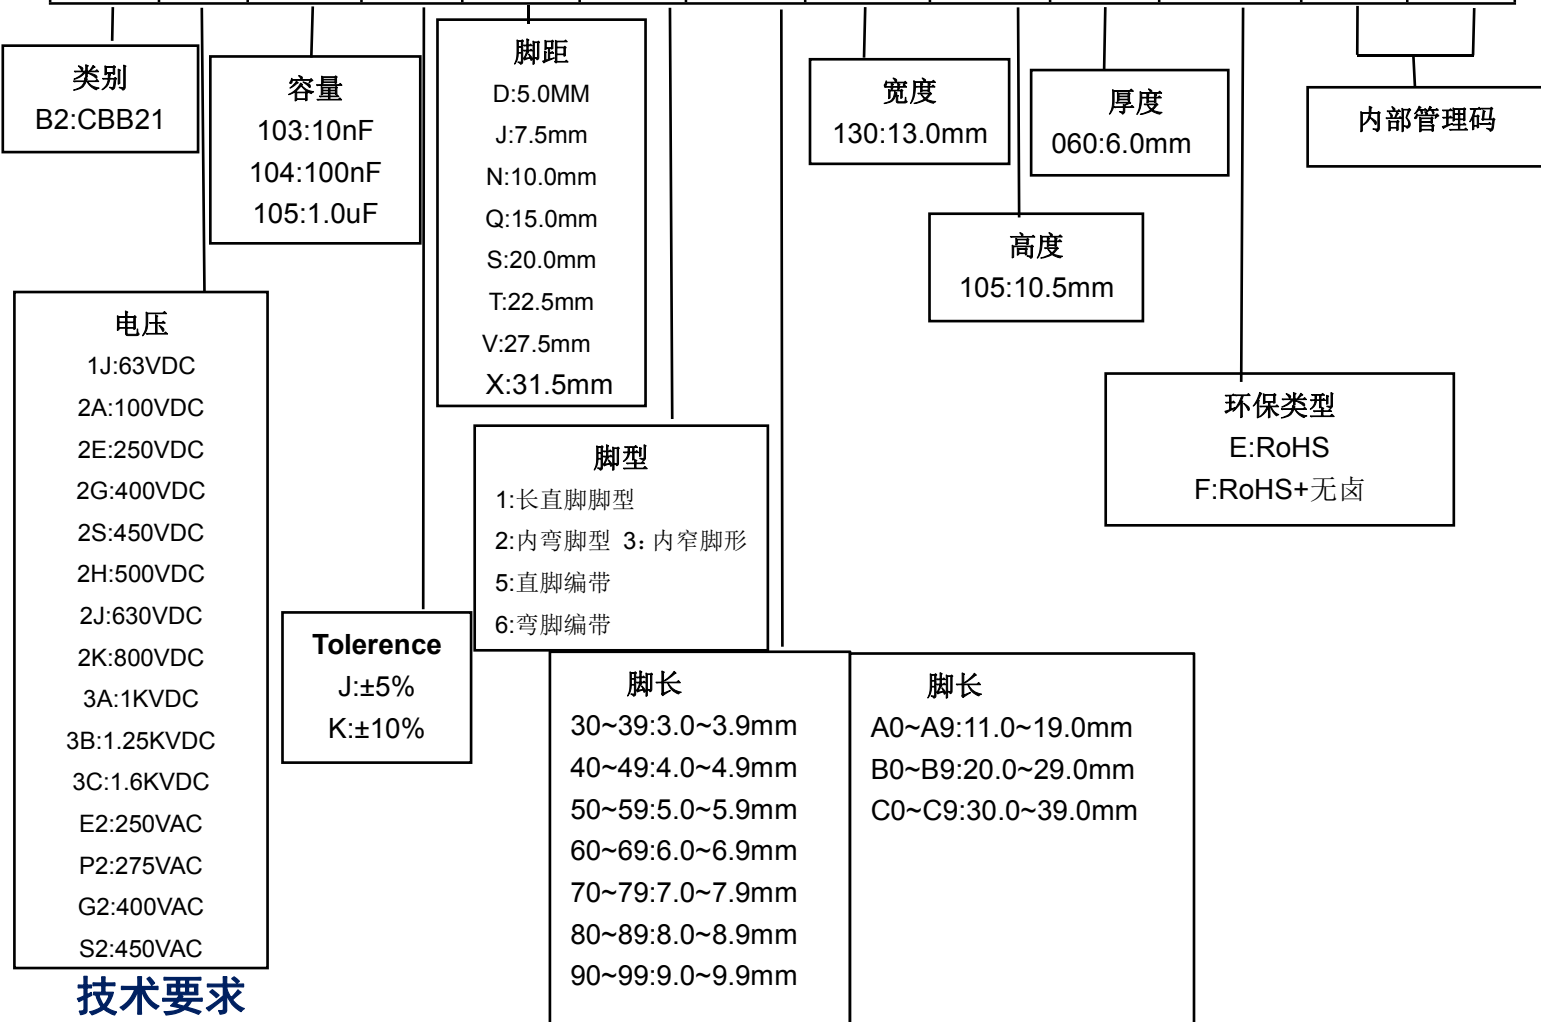 类别
B2:CBB21
容量
103:10nF
104:100nF
105:1.0uF
脚距
D:5.0MM
J:7.5mm
N:10.0mm
Q:15.0mm
S:20.0mm
T:22.5mm
V:27.5mm
X:31.5mm
宽度
130:13.0mm
厚度
060:6.0mm
内部管理码
高度
105:10.5mm
电压
1J:63VDC
2A:100VDC
2E:250VDC
2G:400VDC
2S:450VDC
2H:500VDC
2J:630VDC
2K:800VDC
3A:1KVDC
3B:1.25KVDC
3C:1.6KVDC
E2:250VAC
P2:275VAC
G2:400VAC
S2:450VAC
环保类型
E:RoHS
F:RoHS+无卤
脚型
1:长直脚脚型
2:内弯脚型 3: 内窄脚形
5:直脚编带
6:弯脚编带
Tolerence
J:±5%
K:±10%
脚长
30~39:3.0~3.9mm
40~49:4.0~4.9mm
50~59:5.0~5.9mm
60~69:6.0~6.9mm
70~79:7.0~7.9mm
80~89:8.0~8.9mm
90~99:9.0~9.9mm
脚长
A0~A9:11.0~19.0mm
B0~B9:20.0~29.0mm
C0~C9:30.0~39.0mm
技术要求